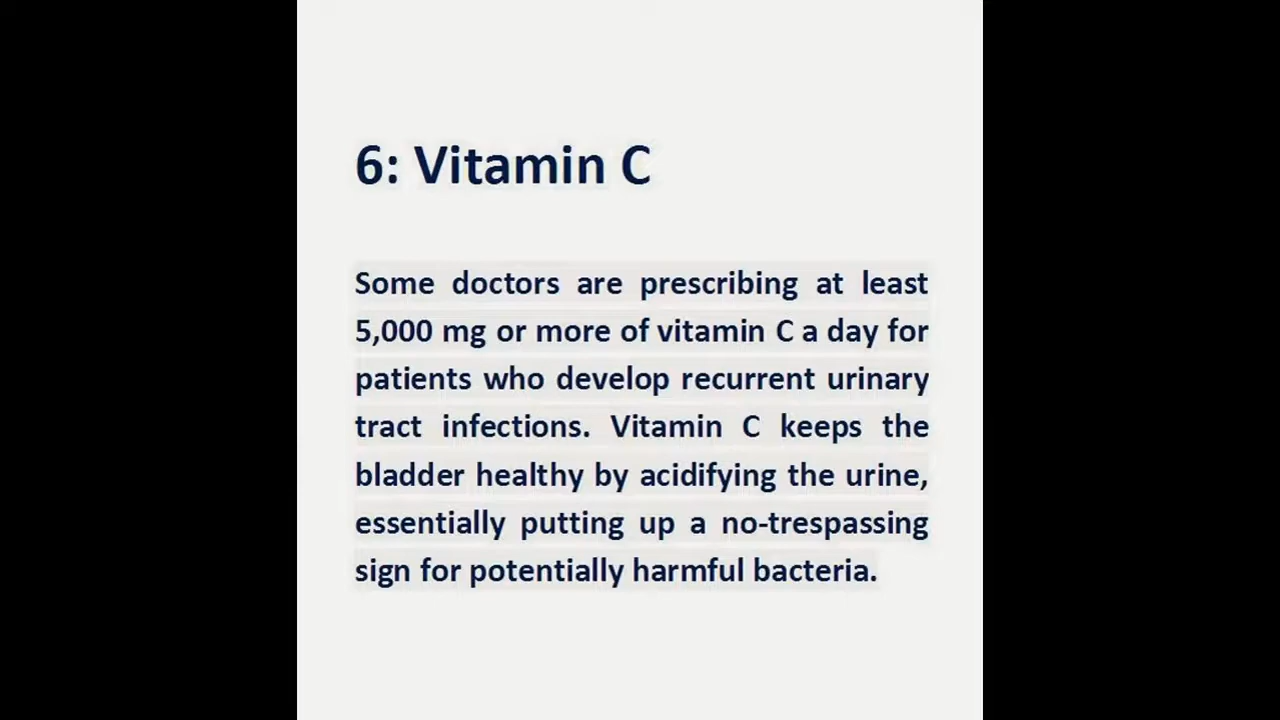 6: Vitamin C
Some doctors are prescribing at least
5,000 mg or more of vitamin C a day for
patients who develop recurrent urinary
tract infections. Vitamin C keeps the
bladder healthy by acidifying the urine,
essentially putting up a no-trespassing
sign for potentially harmful bacteria.